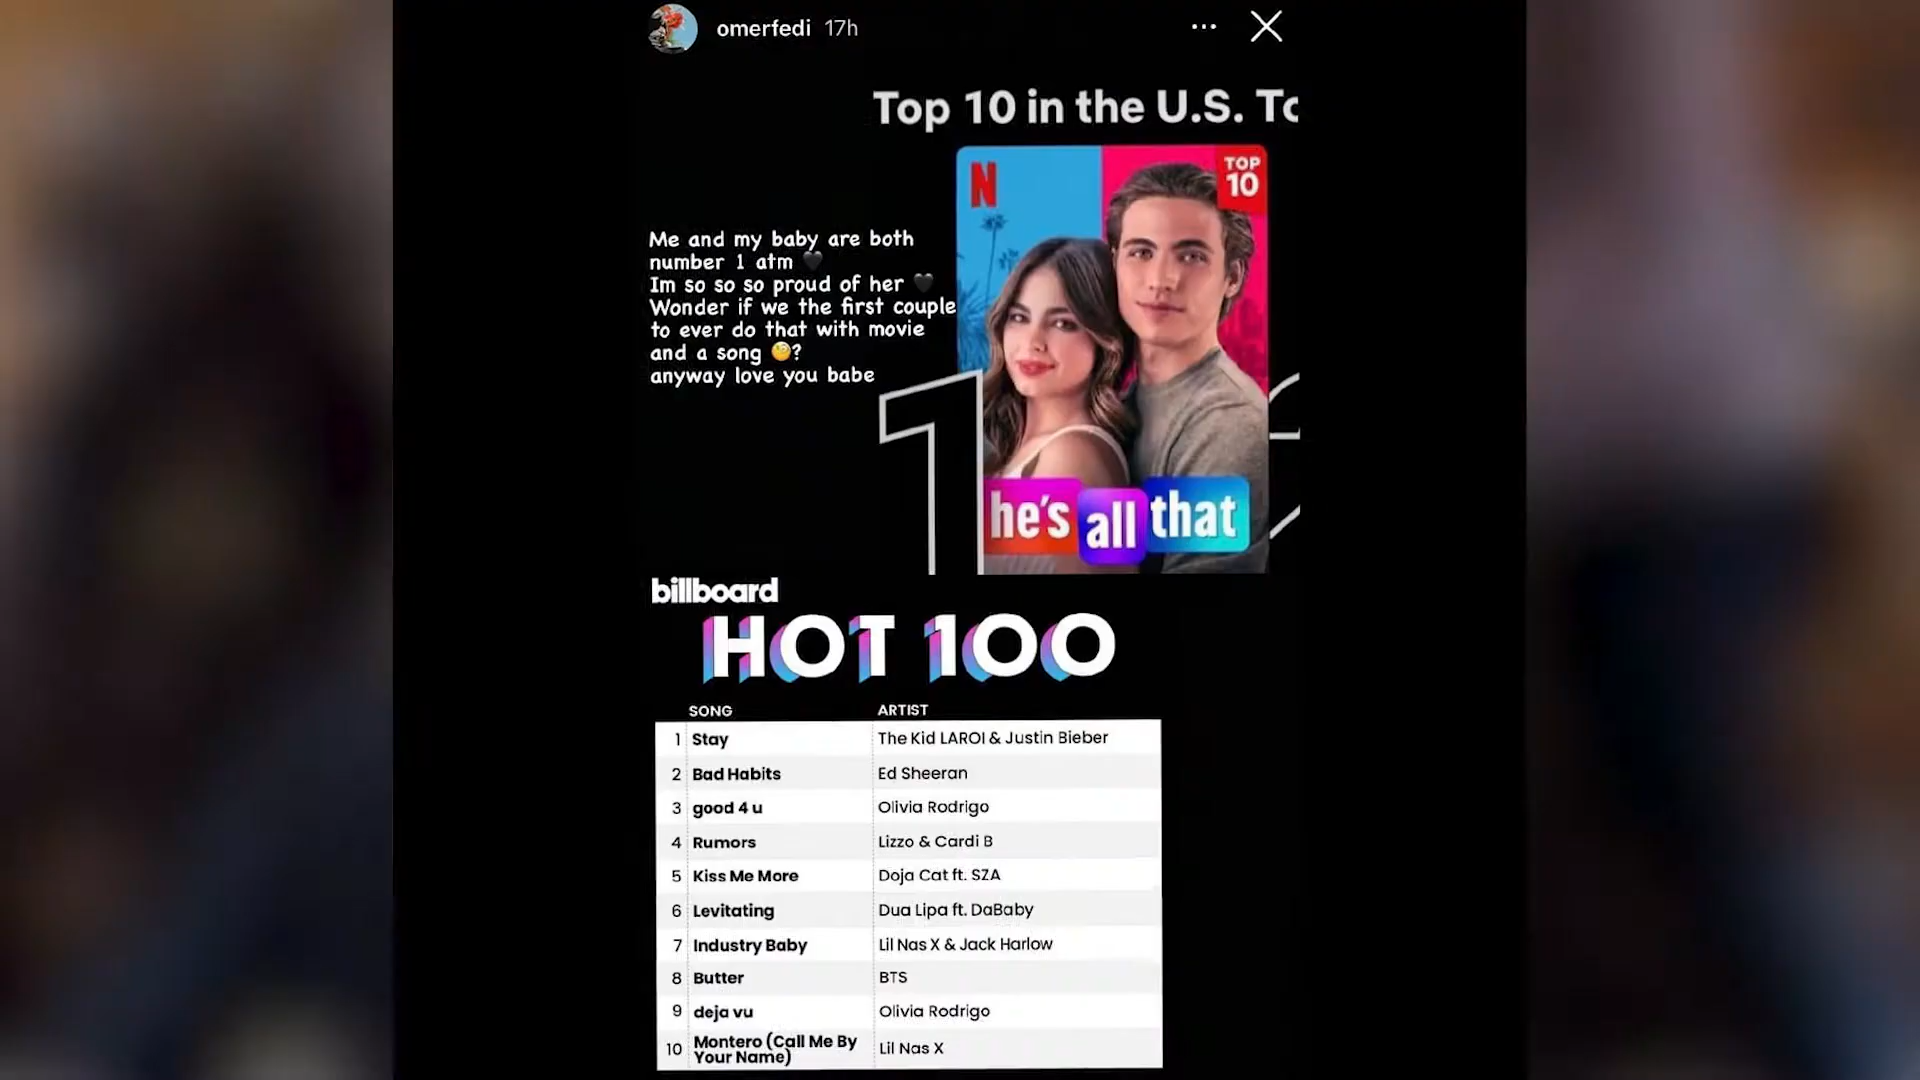 omerfedi 17h
Top 10 in the U.S. To
N
TOP
10
Me and my baby are both
number 1 atm 🖤
Im so so so proud of her 🖤
Wonder if we the first couple
to ever do that with movie
and a song 🧐?
anyway love you babe
1
he's all that
billboard
HOT 100
SONG ARTIST
1 Stay The Kid LAROI & Justin Bieber
2 Bad Habits Ed Sheeran
3 good 4 u Olivia Rodrigo
4 Rumors Lizzo & Cardi B
5 Kiss Me More Doja Cat ft. SZA
6 Levitating Dua Lipa ft. DaBaby
7 Industry Baby Lil Nas X & Jack Harlow
8 Butter BTS
9 deja vu Olivia Rodrigo
10 Montero (Call Me By Lil Nas X
Your Name)